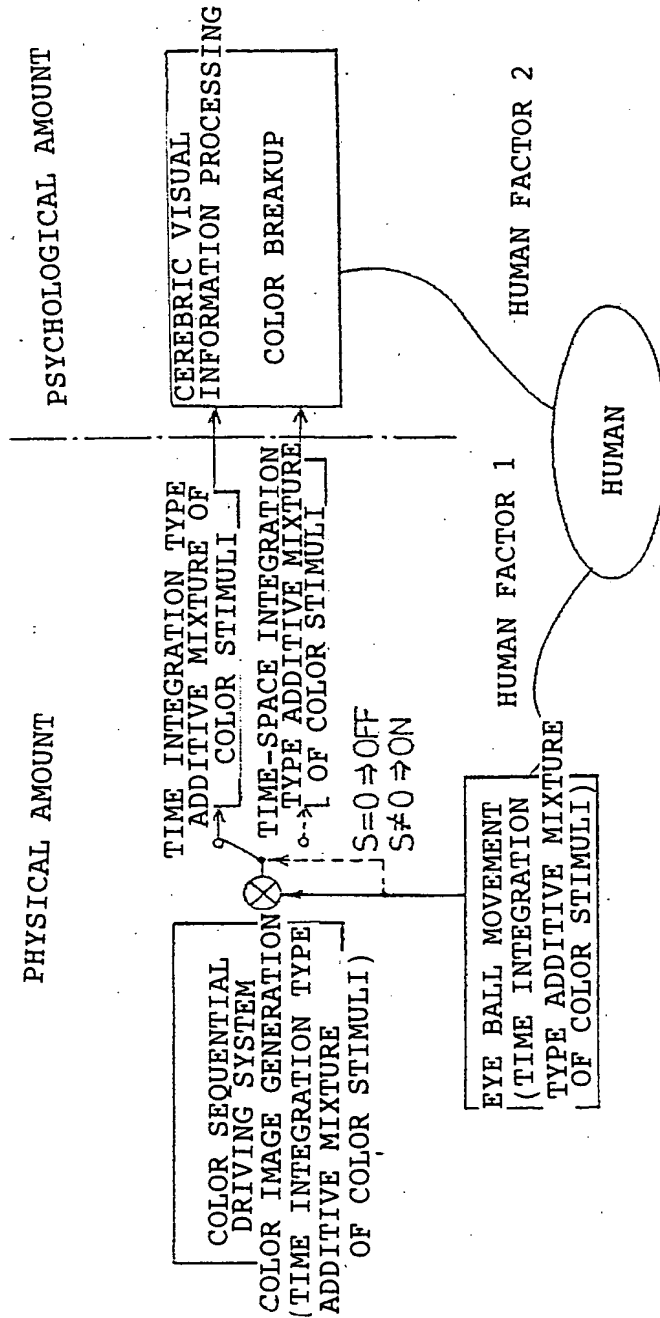 PHYSICAL AMOUNT
PSYCHOLOGICAL AMOUNT
COLOR SEQUENTIAL
DRIVING SYSTEM
COLOR IMAGE GENERATION
(TIME INTEGRATION TYPE
ADDITIVE MIXTURE
OF COLOR STIMULI)
TIME INTEGRATION TYPE
ADDITIVE MIXTURE OF
COLOR STIMULI
TIME-SPACE INTEGRATION
TYPE ADDITIVE MIXTURE
OF COLOR STIMULI
S=0⇒OFF
S≠0⇒ON
CEREBRIC VISUAL
INFORMATION PROCESSING
COLOR BREAKUP
EYE BALL MOVEMENT
(TIME INTEGRATION
TYPE ADDITIVE MIXTURE
OF COLOR STIMULI)
HUMAN FACTOR 1
HUMAN FACTOR 2
HUMAN